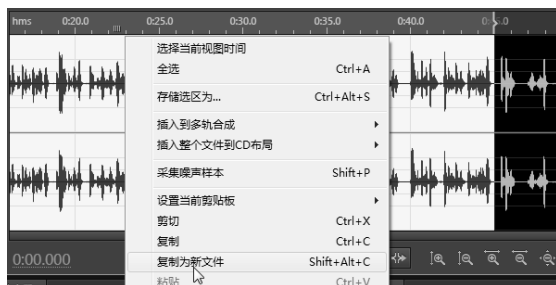 hms 0:20.0 0:25.0 0:30.0 0:35.0 0:40.0
选择当前视图时间
全选 Ctrl+A
存储选区为... Ctrl+Alt+S
插入到多轨合成
插入整个文件到CD布局
采集噪声样本 Shift+P
设置当前剪贴板
剪切 Ctrl+X
复制 Ctrl+C
0:00.000
复制为新文件 Shift+Alt+C
粘贴 Ctrl+V